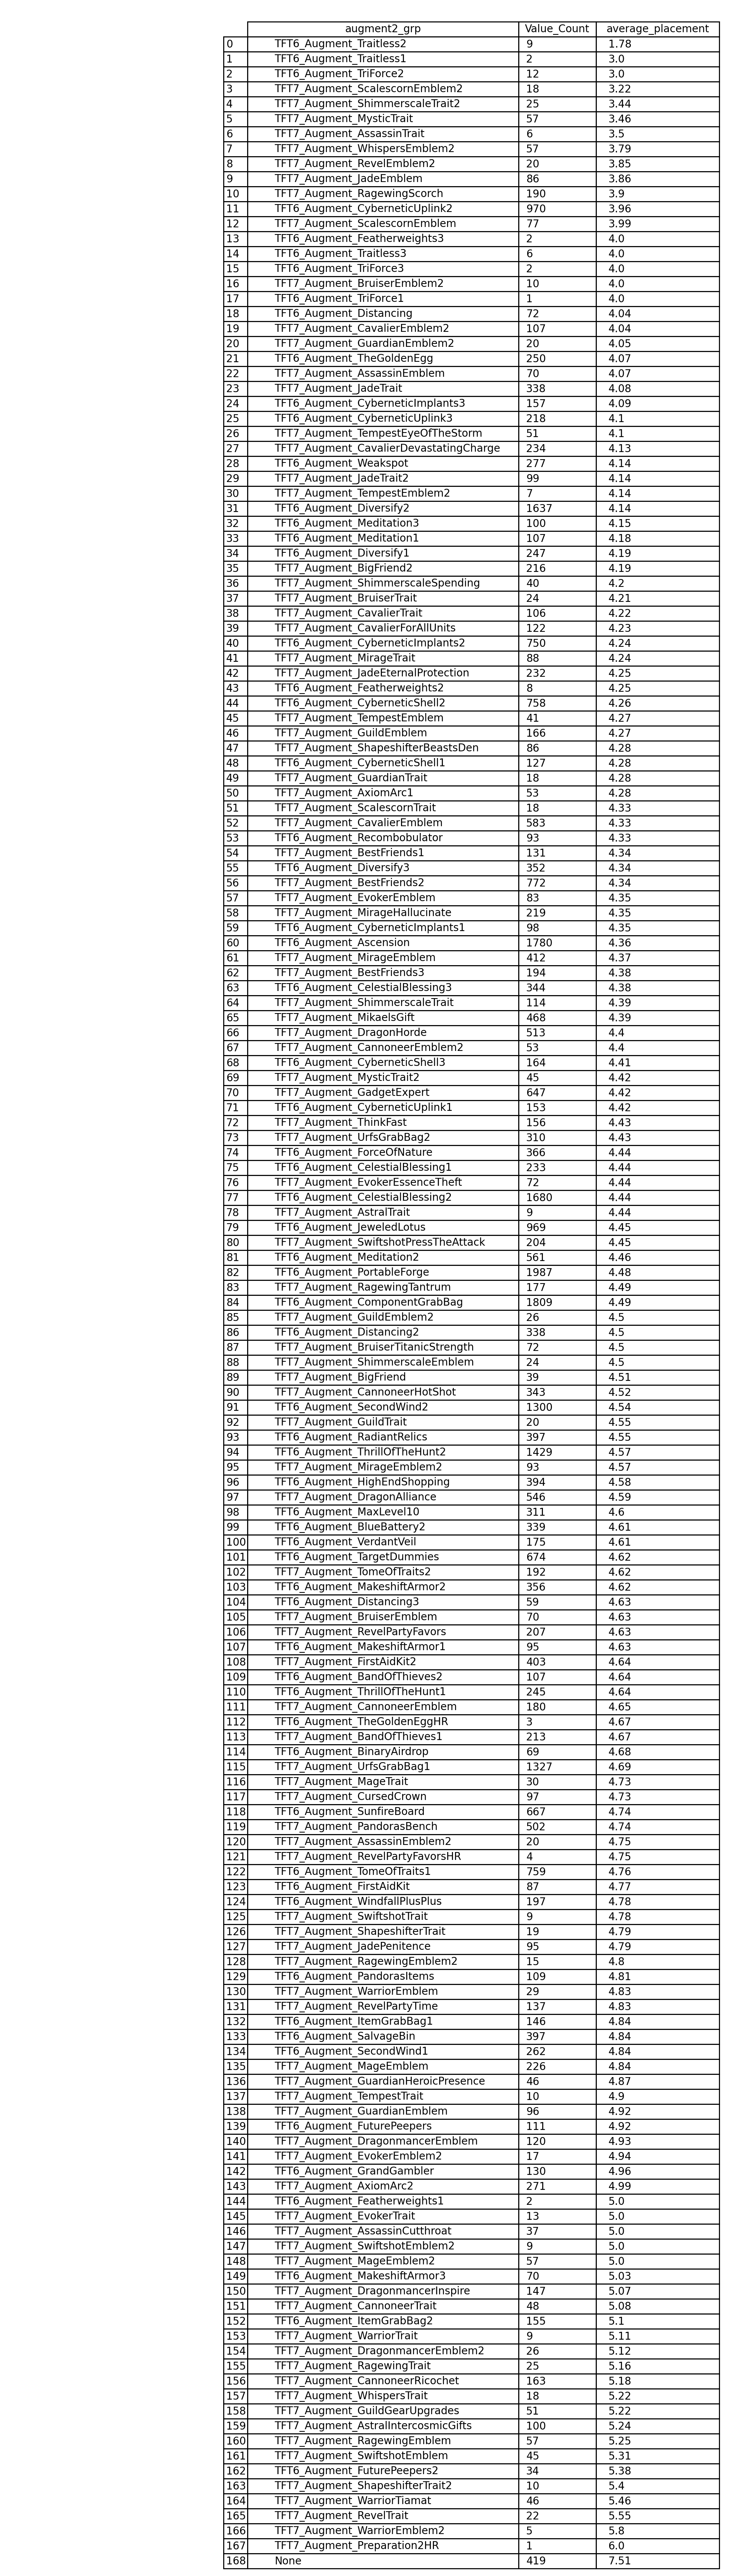 augment2_grp Value_Count average_placement
0 TFT6_Augment_Traitless2 9 1.78
1 TFT6_Augment_Traitless1 2 3.0
2 TFT6_Augment_TriForce2 12 3.0
3 TFT7_Augment_ScalescornEmblem2 18 3.22
4 TFT7_Augment_ShimmerscaleTrait2 25 3.44
5 TFT7_Augment_MysticTrait 57 3.46
6 TFT7_Augment_AssassinTrait 6 3.5
7 TFT7_Augment_WhispersEmblem2 57 3.79
8 TFT7_Augment_RevelEmblem2 20 3.85
9 TFT7_Augment_JadeEmblem 86 3.86
10 TFT7_Augment_RagewingScorch 190 3.9
11 TFT6_Augment_CyberneticUplink2 970 3.96
12 TFT7_Augment_ScalescornEmblem 77 3.99
13 TFT6_Augment_Featherweights3 2 4.0
14 TFT6_Augment_Traitless3 6 4.0
15 TFT6_Augment_TriForce3 2 4.0
16 TFT7_Augment_BruiserEmblem2 10 4.0
17 TFT6_Augment_TriForce1 1 4.0
18 TFT6_Augment_Distancing 72 4.04
19 TFT7_Augment_CavalierEmblem2 107 4.04
20 TFT7_Augment_GuardianEmblem2 20 4.05
21 TFT6_Augment_TheGoldenEgg 250 4.07
22 TFT7_Augment_AssassinEmblem 70 4.07
23 TFT7_Augment_JadeTrait 338 4.08
24 TFT6_Augment_CyberneticImplants3 157 4.09
25 TFT6_Augment_CyberneticUplink3 218 4.1
26 TFT7_Augment_TempestEyeOfTheStorm 51 4.1
27 TFT7_Augment_CavalierDevastatingCharge 234 4.13
28 TFT6_Augment_Weakspot 277 4.14
29 TFT7_Augment_JadeTrait2 99 4.14
30 TFT7_Augment_TempestEmblem2 7 4.14
31 TFT6_Augment_Diversify2 1637 4.14
32 TFT6_Augment_Meditation3 100 4.15
33 TFT6_Augment_Meditation1 107 4.18
34 TFT6_Augment_Diversify1 247 4.19
35 TFT7_Augment_BigFriend2 216 4.19
36 TFT7_Augment_ShimmerscaleSpending 40 4.2
37 TFT7_Augment_BruiserTrait 24 4.21
38 TFT7_Augment_CavalierTrait 106 4.22
39 TFT7_Augment_CavalierForAllUnits 122 4.23
40 TFT6_Augment_CyberneticImplants2 750 4.24
41 TFT7_Augment_MirageTrait 88 4.24
42 TFT7_Augment_JadeEternalProtection 232 4.25
43 TFT6_Augment_Featherweights2 8 4.25
44 TFT6_Augment_CyberneticShell2 758 4.26
45 TFT7_Augment_TempestEmblem 41 4.27
46 TFT7_Augment_GuildEmblem 166 4.27
47 TFT7_Augment_ShapeshifterBeastsDen 86 4.28
48 TFT6_Augment_CyberneticShell1 127 4.28
49 TFT7_Augment_GuardianTrait 18 4.28
50 TFT7_Augment_AxiomArc1 53 4.28
51 TFT7_Augment_ScalescornTrait 18 4.33
52 TFT7_Augment_CavalierEmblem 583 4.33
53 TFT6_Augment_Recombobulator 93 4.33
54 TFT7_Augment_BestFriends1 131 4.34
55 TFT6_Augment_Diversify3 352 4.34
56 TFT7_Augment_BestFriends2 772 4.34
57 TFT7_Augment_EvokerEmblem 83 4.35
58 TFT7_Augment_MirageHallucinate 219 4.35
59 TFT6_Augment_CyberneticImplants1 98 4.35
60 TFT6_Augment_Ascension 1780 4.36
61 TFT7_Augment_MirageEmblem 412 4.37
62 TFT7_Augment_BestFriends3 194 4.38
63 TFT6_Augment_CelestialBlessing3 344 4.38
64 TFT7_Augment_ShimmerscaleTrait 114 4.39
65 TFT7_Augment_MikaelsGift 468 4.39
66 TFT7_Augment_DragonHorde 513 4.4
67 TFT7_Augment_CannoneerEmblem2 53 4.4
68 TFT6_Augment_CyberneticShell3 164 4.41
69 TFT7_Augment_MysticTrait2 45 4.42
70 TFT7_Augment_GadgetExpert 647 4.42
71 TFT6_Augment_CyberneticUplink1 153 4.42
72 TFT7_Augment_ThinkFast 156 4.43
73 TFT7_Augment_UrfsGrabBag2 310 4.43
74 TFT6_Augment_ForceOfNature 366 4.44
75 TFT6_Augment_CelestialBlessing1 233 4.44
76 TFT7_Augment_EvokerEssenceTheft 72 4.44
77 TFT6_Augment_CelestialBlessing2 1680 4.44
78 TFT7_Augment_AstralTrait 9 4.44
79 TFT6_Augment_JeweledLotus 969 4.45
80 TFT7_Augment_SwiftshotPressTheAttack 204 4.45
81 TFT6_Augment_Meditation2 561 4.46
82 TFT6_Augment_PortableForge 1987 4.48
83 TFT7_Augment_RagewingTantrum 177 4.49
84 TFT6_Augment_ComponentGrabBag 1809 4.49
85 TFT7_Augment_GuildEmblem2 26 4.5
86 TFT6_Augment_Distancing2 338 4.5
87 TFT7_Augment_BruiserTitanicStrength 72 4.5
88 TFT7_Augment_ShimmerscaleEmblem 24 4.5
89 TFT7_Augment_BigFriend 39 4.51
90 TFT7_Augment_CannoneerHotShot 343 4.52
91 TFT6_Augment_SecondWind2 1300 4.54
92 TFT7_Augment_GuildTrait 20 4.55
93 TFT6_Augment_RadiantRelics 397 4.55
94 TFT6_Augment_ThrillOfTheHunt2 1429 4.57
95 TFT7_Augment_MirageEmblem2 93 4.57
96 TFT6_Augment_HighEndShopping 394 4.58
97 TFT7_Augment_DragonAlliance 546 4.59
98 TFT6_Augment_MaxLevel10 311 4.6
99 TFT6_Augment_BlueBattery2 339 4.61
100 TFT6_Augment_VerdantVeil 175 4.61
101 TFT6_Augment_TargetDummies 674 4.62
102 TFT7_Augment_TomeOfTraits2 192 4.62
103 TFT6_Augment_MakeshiftArmor2 356 4.62
104 TFT6_Augment_Distancing3 59 4.63
105 TFT7_Augment_BruiserEmblem 70 4.63
106 TFT7_Augment_RevelPartyFavors 207 4.63
107 TFT6_Augment_MakeshiftArmor1 95 4.63
108 TFT7_Augment_FirstAidKit2 403 4.64
109 TFT6_Augment_BandOfThieves2 107 4.64
110 TFT6_Augment_ThrillOfTheHunt1 245 4.64
111 TFT7_Augment_CannoneerEmblem 180 4.65
112 TFT6_Augment_TheGoldenEggHR 3 4.67
113 TFT7_Augment_BandOfThieves1 213 4.67
114 TFT6_Augment_BinaryAirdrop 69 4.68
115 TFT7_Augment_UrfsGrabBag1 1327 4.69
116 TFT7_Augment_MageTrait 30 4.73
117 TFT7_Augment_CursedCrown 97 4.73
118 TFT6_Augment_SunfireBoard 667 4.74
119 TFT7_Augment_PandorasBench 502 4.74
120 TFT7_Augment_AssassinEmblem2 20 4.75
121 TFT7_Augment_RevelPartyFavorsHR 4 4.75
122 TFT6_Augment_TomeOfTraits1 759 4.76
123 TFT6_Augment_FirstAidKit 87 4.77
124 TFT6_Augment_WindfallPlusPlus 197 4.78
125 TFT7_Augment_SwiftshotTrait 9 4.78
126 TFT7_Augment_ShapeshifterTrait 19 4.79
127 TFT7_Augment_JadePenitence 95 4.79
128 TFT7_Augment_RagewingEmblem2 15 4.8
129 TFT6_Augment_PandorasItems 109 4.81
130 TFT7_Augment_WarriorEmblem 29 4.83
131 TFT7_Augment_RevelPartyTime 137 4.83
132 TFT6_Augment_ItemGrabBag1 146 4.84
133 TFT6_Augment_SalvageBin 397 4.84
134 TFT6_Augment_SecondWind1 262 4.84
135 TFT7_Augment_MageEmblem 226 4.84
136 TFT7_Augment_GuardianHeroicPresence 46 4.87
137 TFT7_Augment_TempestTrait 10 4.9
138 TFT7_Augment_GuardianEmblem 96 4.92
139 TFT6_Augment_FuturePeepers 111 4.92
140 TFT7_Augment_DragonmancerEmblem 120 4.93
141 TFT7_Augment_EvokerEmblem2 17 4.94
142 TFT6_Augment_GrandGambler 130 4.96
143 TFT7_Augment_AxiomArc2 271 4.99
144 TFT6_Augment_Featherweights1 2 5.0
145 TFT7_Augment_EvokerTrait 13 5.0
146 TFT7_Augment_AssassinCutthroat 37 5.0
147 TFT7_Augment_SwiftshotEmblem2 9 5.0
148 TFT7_Augment_MageEmblem2 57 5.0
149 TFT6_Augment_MakeshiftArmor3 70 5.03
150 TFT7_Augment_DragonmancerInspire 147 5.07
151 TFT7_Augment_CannoneerTrait 48 5.08
152 TFT6_Augment_ItemGrabBag2 155 5.1
153 TFT7_Augment_WarriorTrait 9 5.11
154 TFT7_Augment_DragonmancerEmblem2 26 5.12
155 TFT7_Augment_RagewingTrait 25 5.16
156 TFT7_Augment_CannoneerRicochet 163 5.18
157 TFT7_Augment_WhispersTrait 18 5.22
158 TFT7_Augment_GuildGearUpgrades 51 5.22
159 TFT7_Augment_AstralIntercosmicGifts 100 5.24
160 TFT7_Augment_RagewingEmblem 57 5.25
161 TFT7_Augment_SwiftshotEmblem 45 5.31
162 TFT6_Augment_FuturePeepers2 34 5.38
163 TFT7_Augment_ShapeshifterTrait2 10 5.4
164 TFT7_Augment_WarriorTiamat 46 5.46
165 TFT7_Augment_RevelTrait 22 5.55
166 TFT7_Augment_WarriorEmblem2 5 5.8
167 TFT7_Augment_Preparation2HR 1 6.0
168 None 419 7.51